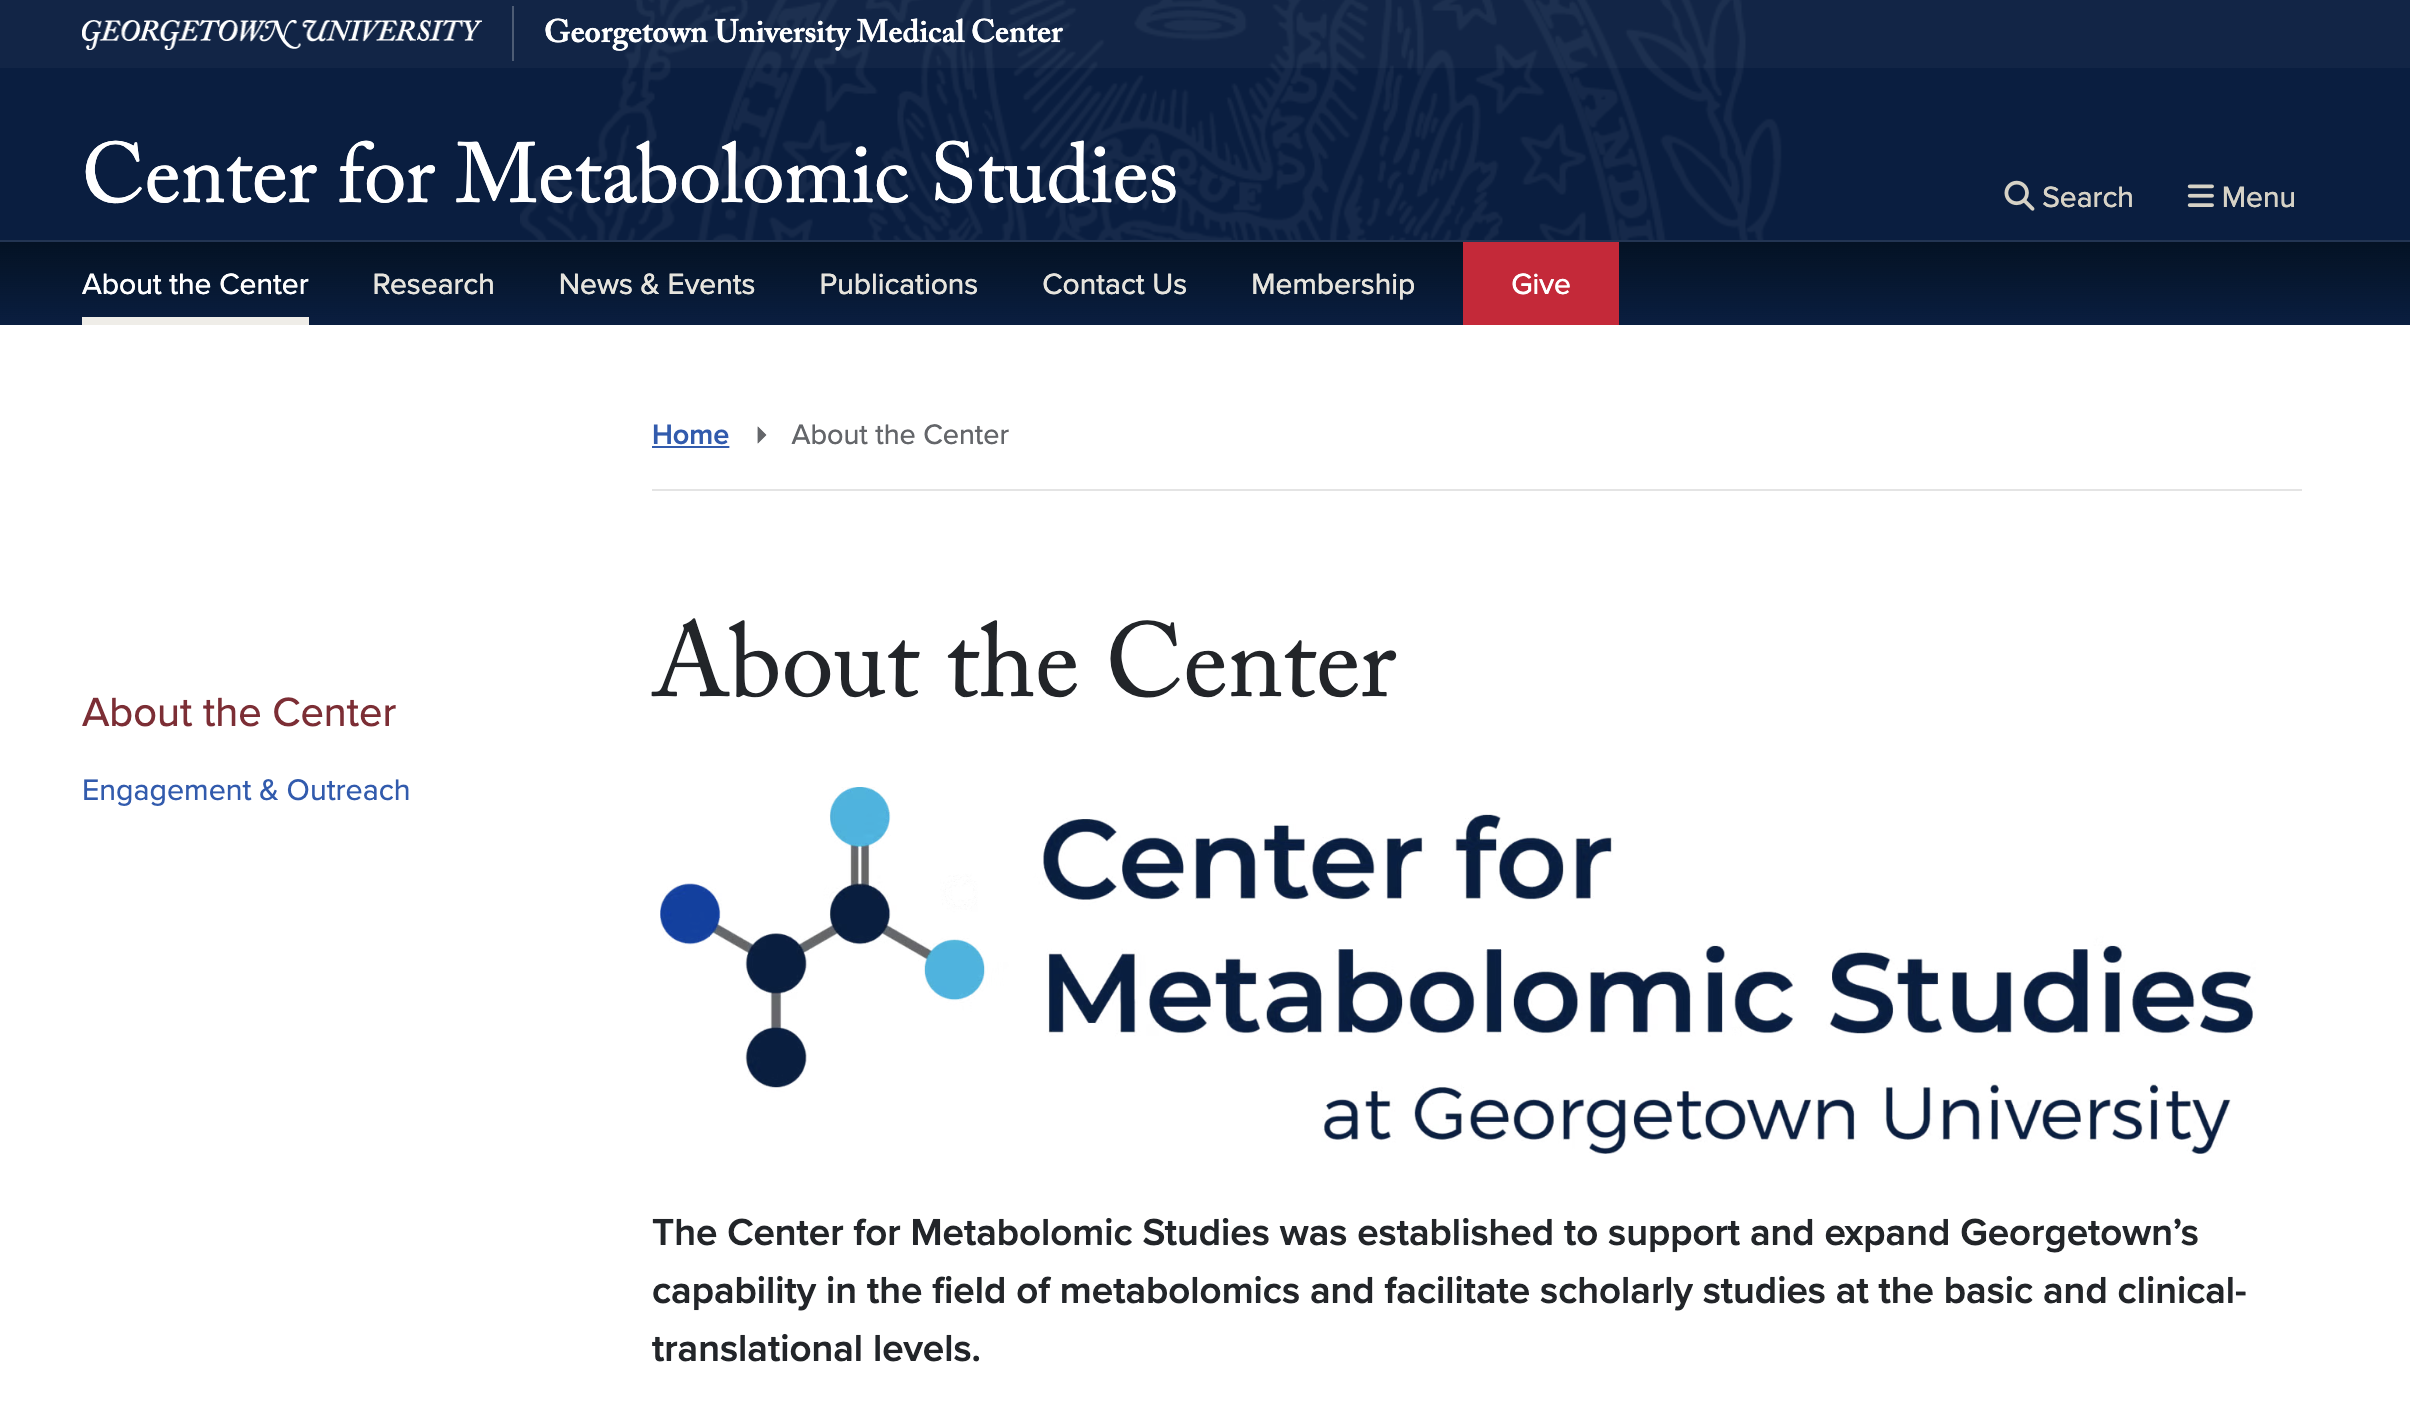 GEORGETOWN UNIVERSITY
Georgetown University Medical Center
Center for Metabolomic Studies
Search
Menu
About the Center
Research
News & Events
Publications
Contact Us
Membership
Give
Home
About the Center
About the Center
About the Center
Engagement & Outreach
Center for
Metabolomic Studies
at Georgetown University
The Center for Metabolomic Studies was established to support and expand Georgetown’s
capability in the field of metabolomics and facilitate scholarly studies at the basic and clinical-
translational levels.